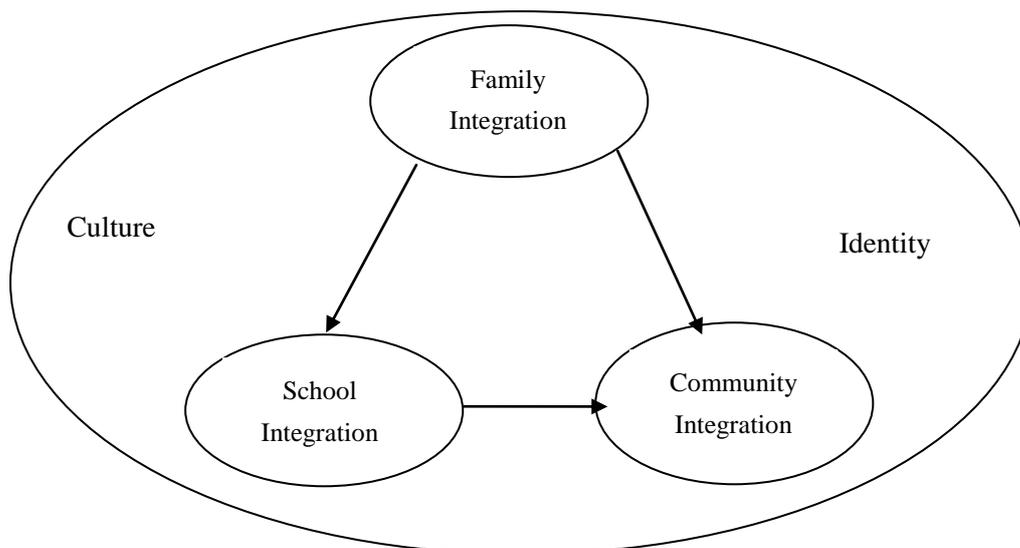 Family
Integration
Culture
Identity
School
Integration
Community
Integration